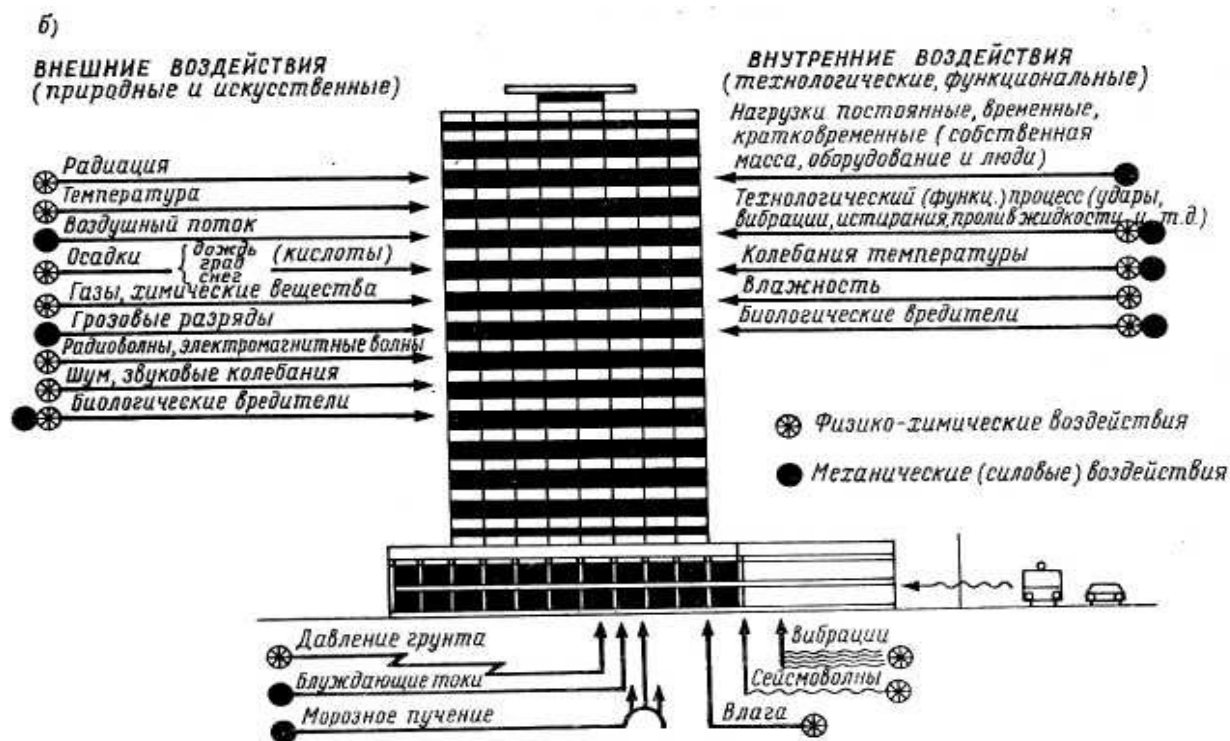 б)
ВНЕШНИЕ ВОЗДЕЙСТВИЯ
(природные и искусственные)
Радиация
Температура
Воздушный поток
Осадки { дождь град снег (кислоты)
Газы, химические вещества
Грозовые разряды
Радиоволны, электромагнитные волны
Шум, звуковые колебания
Биологические вредители
ВНУТРЕННИЕ ВОЗДЕЙСТВИЯ
(технологические, функциональные)
Нагрузки постоянные, временные,
кратковременные (собственная
масса, оборудование и люди)
Технологический (функц.) процесс (удары,
вибрации, истирания, пролив жидкости и т.д.)
Колебания температуры
Влажность
Биологические вредители
Физико-химические воздействия
Механические (силовые) воздействия
Давление грунта
Блуждающие токи
Морозное пучение
Вибрации
Сейсмоволны
Влага